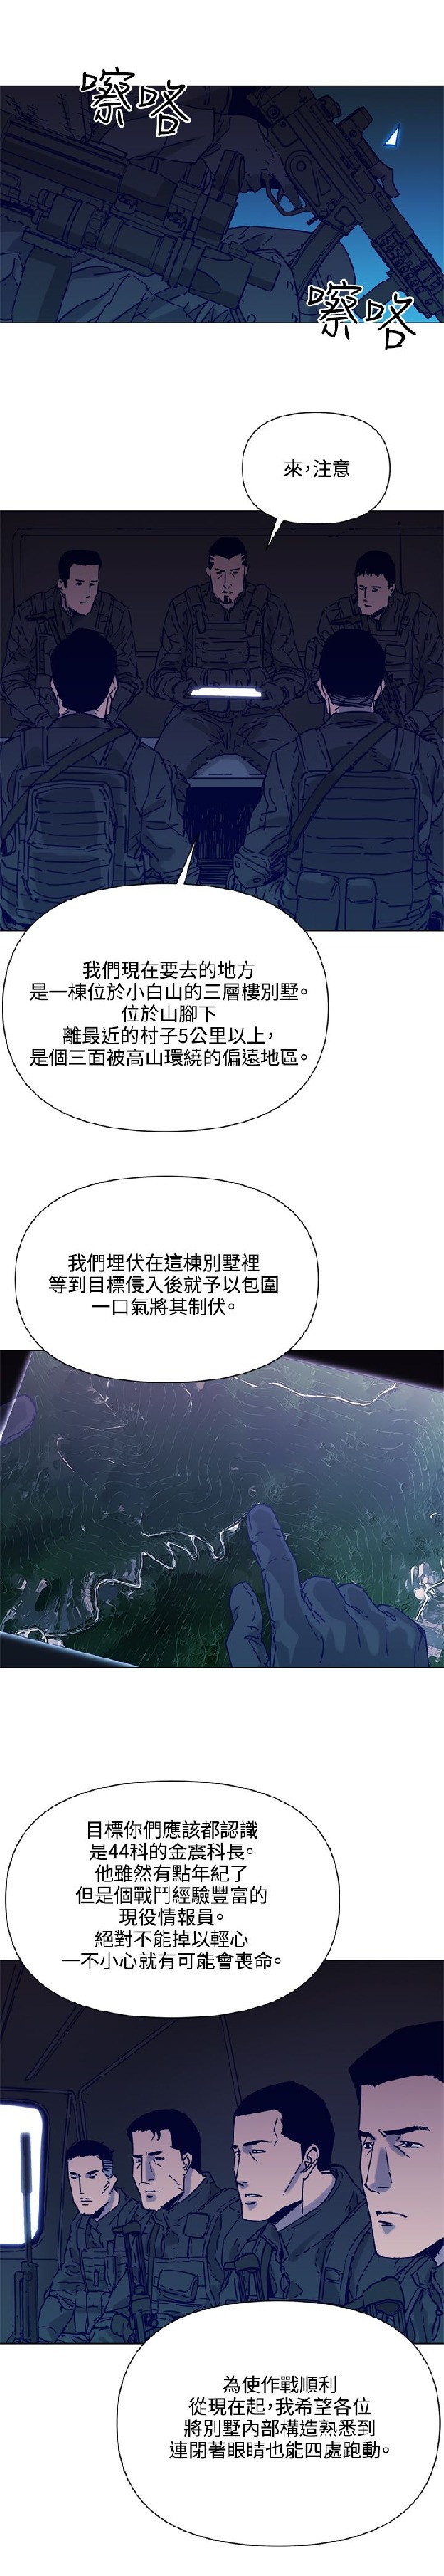 嚓咯
嚓咯
來，注意
我們現在要去的地方
是一棟位於小白山的三層樓別墅。
位於山腳下
離最近的村子5公里以上，
是個三面被高山環繞的偏遠地區。
我們埋伏在這棟別墅裡
等到目標侵入後就予以包圍
一口氣將其制伏。
目標你們應該都認識
是44科的金震科長。
他雖然有點年紀了
但是個戰鬥經驗豐富的
現役情報員。
絕對不能掉以輕心
一不小心就有可能會喪命。
為使作戰順利
從現在起，我希望各位
將別墅內部構造熟悉到
連閉著眼睛也能四處跑動。